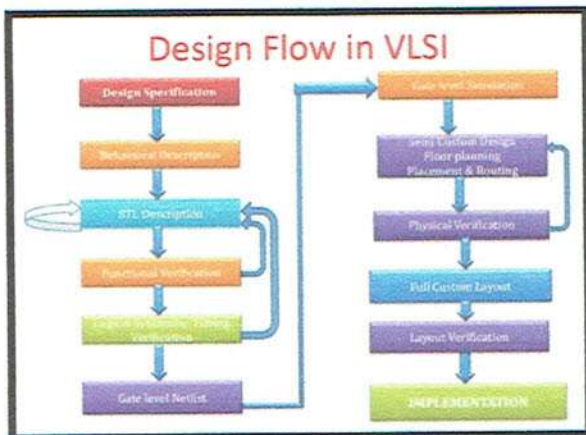 Design Flow in VLSI
Design Specification
Behavioral Description
RTL Description
Functional Verification
Verification
Gate level Netlist
Gate level Simulation
Semi Custom Design
Floor planning
Placement & Routing
Physical Verification
Full Custom Layout
Layout Verification
IMPLEMENTATION